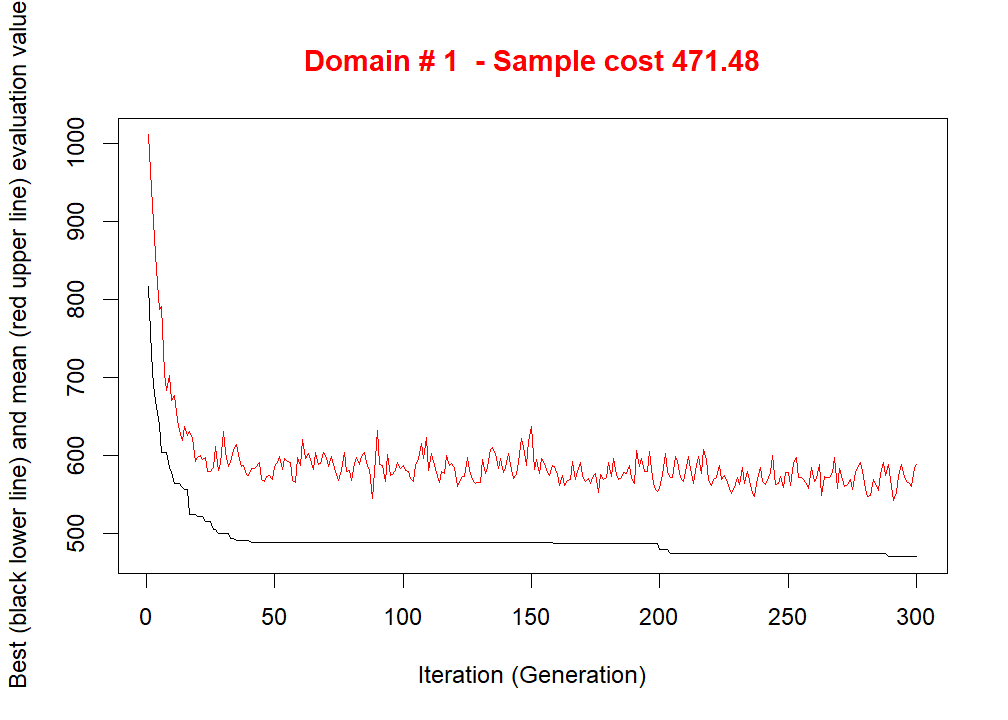 Domain # 1  - Sample cost 471.48
Best (black lower line) and mean (red upper line) evaluation value
1000
900
800
700
600
500
0 50 100 150 200 250 300
Iteration (Generation)